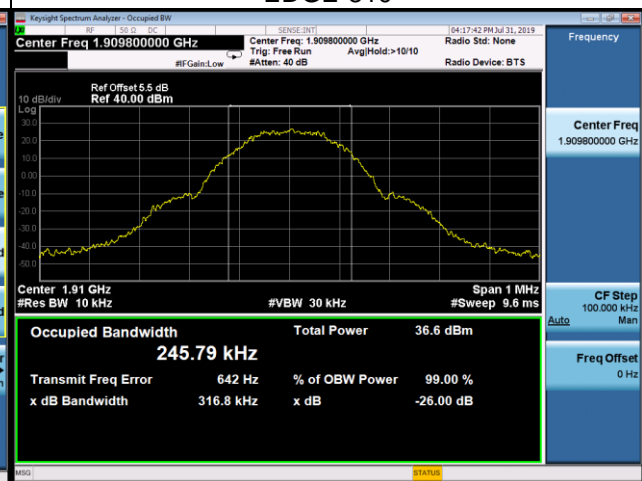 Keysight Spectrum Analyzer - Occupied BW
RF 50 Ω DC SENSE:INT 04:17:42 PM Jul 31, 2019
Center Freq 1.909800000 GHz Center Freq: 1.909800000 GHz Radio Std: None
Trig: Free Run Avg|Hold:>10/10
#IFGain:Low #Atten: 40 dB Radio Device: BTS
Frequency
Ref Offset 5.5 dB
10 dB/div Ref 40.00 dBm
Log
30.0
20.0
10.0
0.00
-10.0
-20.0
-30.0
-40.0
-50.0
Center Freq
1.909800000 GHz
Center 1.91 GHz Span 1 MHz
#Res BW 10 kHz #VBW 30 kHz #Sweep 9.6 ms
CF Step
100.000 kHz
Auto Man
Occupied Bandwidth Total Power 36.6 dBm
245.79 kHz
Transmit Freq Error 642 Hz % of OBW Power 99.00 %
x dB Bandwidth 316.8 kHz x dB -26.00 dB
Freq Offset
0 Hz
MSG STATUS